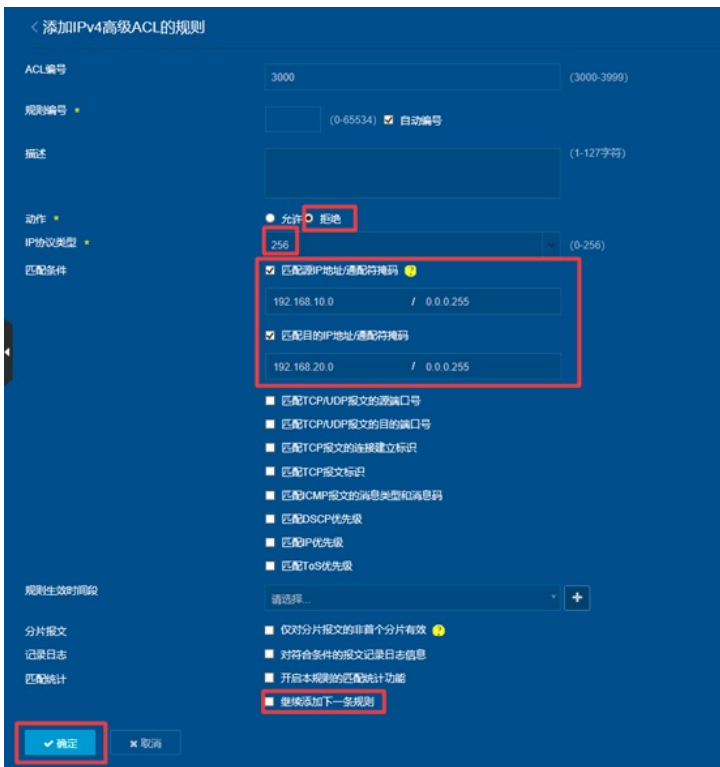 < 添加IPv4高级ACL的规则
ACL编号 3000 (3000-3999)
规则编号 * (0-65534) 自动编号
描述 (1-127字符)
动作 * 允许 拒绝
IP协议类型 * 256 (0-256)
匹配条件 匹配源IP地址/通配符掩码 ?
192.168.10.0 / 0.0.0.255
匹配目的IP地址/通配符掩码
192.168.20.0 / 0.0.0.255
匹配TCP/UDP报文的源端口号
匹配TCP/UDP报文的目的端口号
匹配TCP报文的连接建立标识
匹配TCP报文标识
匹配ICMP报文的消息类型和消息码
匹配DSCP优先级
匹配IP优先级
匹配ToS优先级
规则生效时间段 请选择... +
分片报文 仅对分片报文的非首个分片有效 ?
记录日志 对符合条件的报文记录日志信息
匹配统计 开启本规则的匹配统计功能
继续添加下一条规则
确定 取消